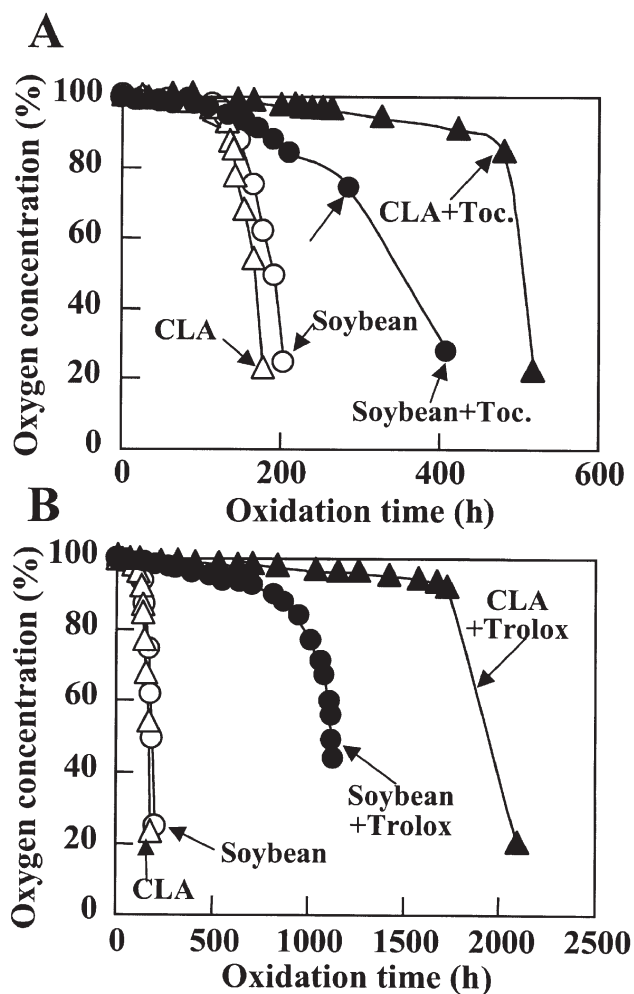 A
Oxygen concentration (%)
100
80
60
40
20
0
CLA
Soybean
CLA+Toc.
Soybean+Toc.
0 200 400 600
Oxidation time (h)
B
Oxygen concentration (%)
100
80
60
40
20
0
CLA
+Trolox
Soybean
+Trolox
Soybean
CLA
0 500 1000 1500 2000 2500
Oxidation time (h)